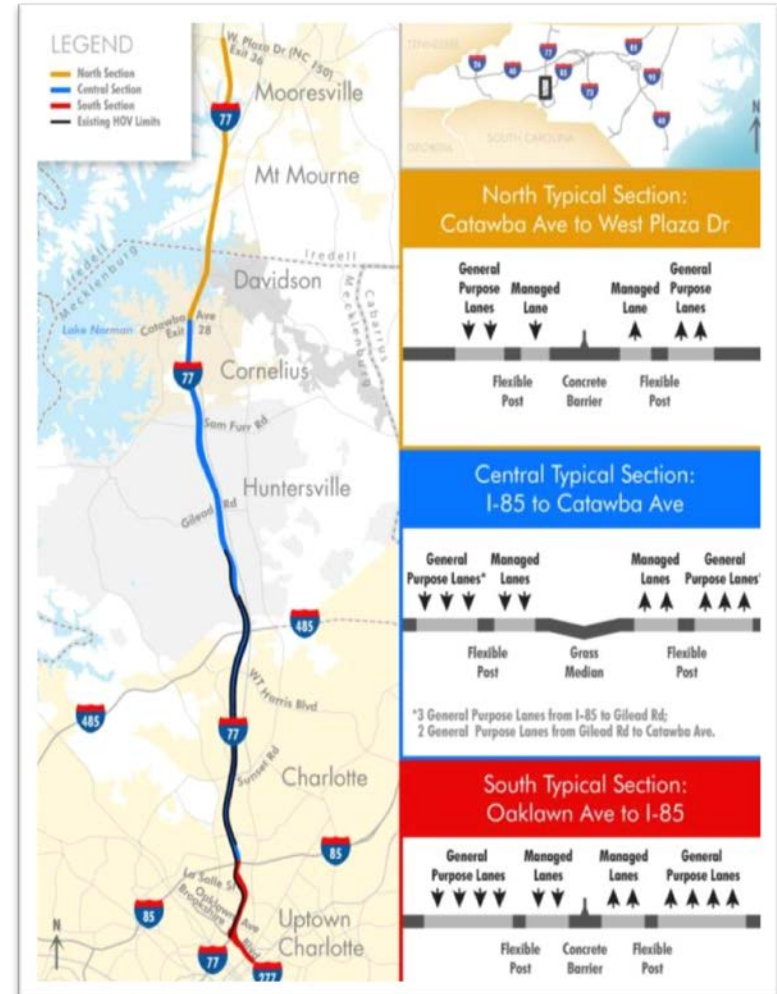 LEGEND
North Section
Central Section
South Section
Existing HOV Limits
W. Plaza Dr (NC 150)
Exit 36
Mooresville
77
Mt Mourne
Iredell
Mecklenburg
Iredell
Davidson
Mecklenburg
Cabarrus
Lake Norman
Catawba Ave
Exit 28
77
Cornelius
Sam Furr Rd
Huntersville
Gilead Rd
485
WT Harris Blvd
485
77
Sunset Rd
Charlotte
85
La Salle St
85
Oaklawn Ave
Brookshire Blvd
Uptown
Charlotte
N
77
277
TENNESSEE
77
85
40
95
SOUTH CAROLINA
GEORGIA
N
North Typical Section:
Catawba Ave to West Plaza Dr
General
Purpose
Lanes
Managed
Lane
Managed
Lane
General
Purpose
Lanes
Flexible
Post
Concrete
Barrier
Flexible
Post
Central Typical Section:
I-85 to Catawba Ave
General
Purpose Lanes*
Managed
Lanes
Managed
Lanes
General
Purpose Lanes*
Flexible
Post
Grass
Median
Flexible
Post
*3 General Purpose Lanes from I-85 to Gilead Rd;
2 General Purpose Lanes from Gilead Rd to Catawba Ave.
South Typical Section:
Oaklawn Ave to I-85
General
Purpose Lanes
Managed
Lanes
Managed
Lanes
General
Purpose Lanes
Flexible
Post
Concrete
Barrier
Flexible
Post